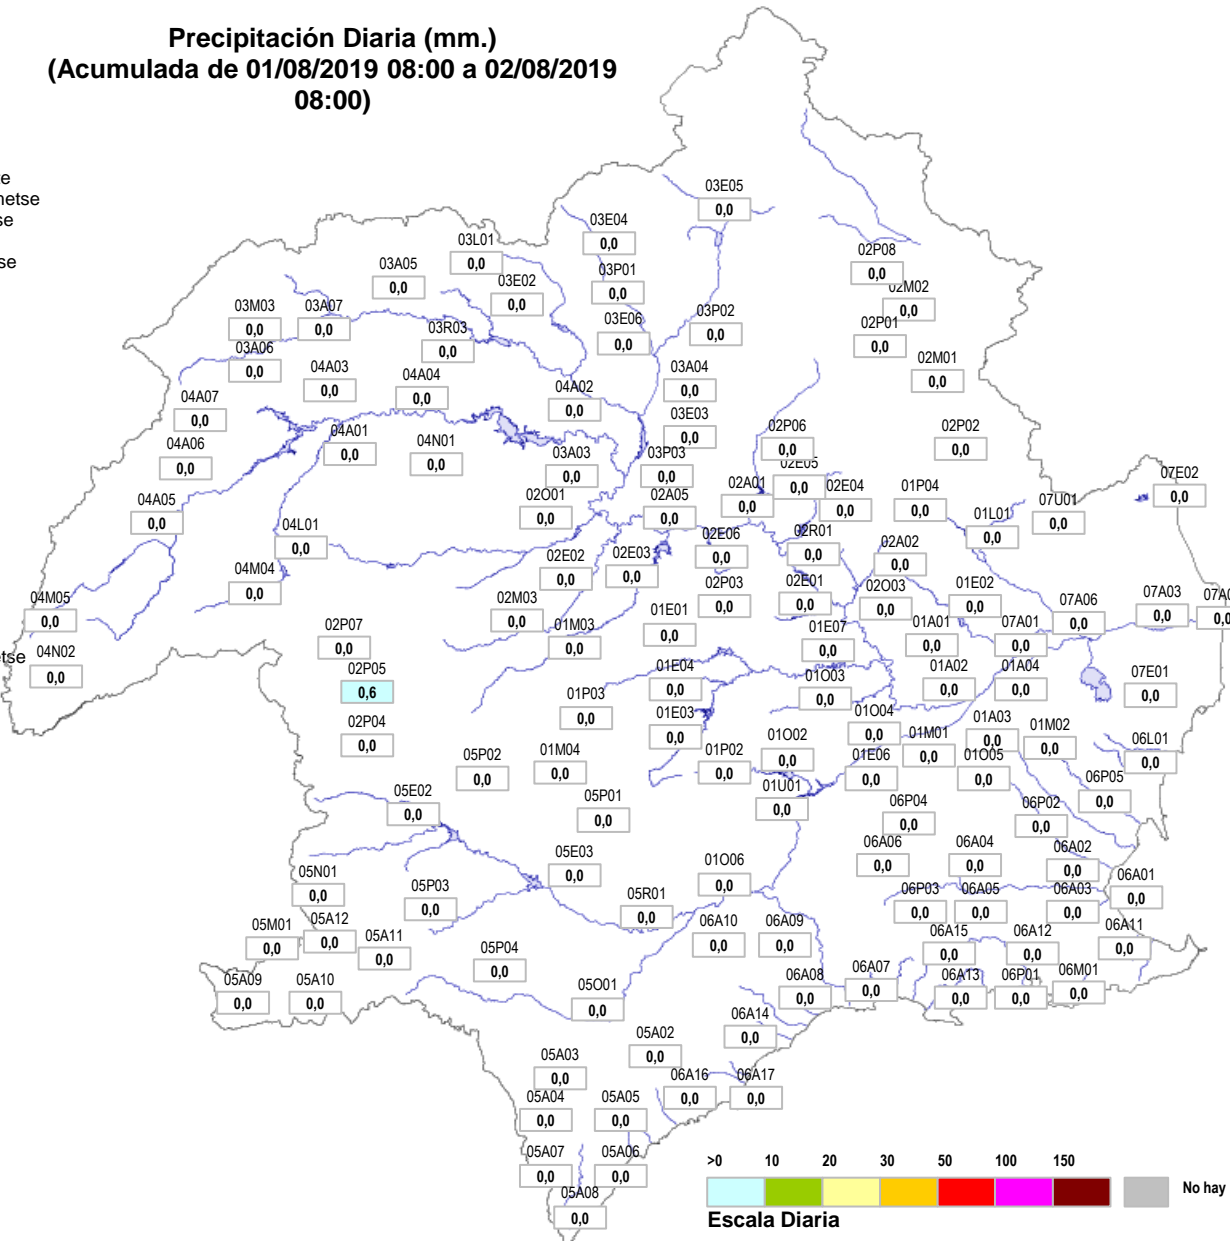 Precipitación Diaria (mm.)
(Acumulada de 01/08/2019 08:00 a 02/08/2019
08:00)
03E05
0,0
03E04
0,0
03L01
0,0
02P08
0,0
03A05
0,0
03P01
0,0
03E02
0,0
02M02
0,0
03M03
0,0
03A07
0,0
03P02
0,0
03E06
0,0
03R03
0,0
02P01
0,0
03A06
0,0
02M01
0,0
04A03
0,0
03A04
0,0
04A04
0,0
04A02
0,0
04A07
0,0
03E03
0,0
02P06
0,0
02P02
0,0
04A01
0,0
04N01
0,0
04A06
0,0
03A03
0,0
03P03
0,0
02E05
0,0
07E02
0,0
02A01
0,0
02E04
0,0
01P04
0,0
04A05
0,0
02O01
0,0
02A05
0,0
07U01
0,0
01L01
0,0
04L01
0,0
02E06
0,0
02R01
0,0
02A02
0,0
02E02
0,0
02E03
0,0
04M04
0,0
02P03
0,0
02E01
0,0
02O03
0,0
01E02
0,0
04M05
0,0
02M03
0,0
07A06
0,0
07A03
0,0
07A0
0,0
01E01
0,0
01M03
0,0
01E07
0,0
01A01
0,0
07A01
0,0
02P07
0,0
04N02
0,0
02P05
0,6
01E04
0,0
01O03
0,0
01A02
0,0
01A04
0,0
07E01
0,0
01P03
0,0
02P04
0,0
01E03
0,0
01O04
0,0
01A03
0,0
01M02
0,0
01M01
0,0
06L01
0,0
05P02
0,0
01M04
0,0
01P02
0,0
01O02
0,0
01E06
0,0
01O05
0,0
01U01
0,0
06P05
0,0
05E02
0,0
05P01
0,0
06P04
0,0
06P02
0,0
05E03
0,0
06A06
0,0
06A04
0,0
06A02
0,0
01O06
0,0
05N01
0,0
05P03
0,0
06A01
0,0
05R01
0,0
06P03
0,0
06A05
0,0
06A03
0,0
05M01
0,0
05A12
0,0
05A11
0,0
06A10
0,0
06A09
0,0
06A15
0,0
06A12
0,0
06A11
0,0
05P04
0,0
05A09
0,0
05A10
0,0
05O01
0,0
06A08
0,0
06A07
0,0
06A13
0,0
06P01
0,0
06M01
0,0
06A14
0,0
05A02
0,0
05A03
0,0
06A16
0,0
06A17
0,0
05A04
0,0
05A05
0,0
05A07
0,0
05A06
0,0
05A08
0,0
>0 10 20 30 50 100 150
No hay
Escala Diaria